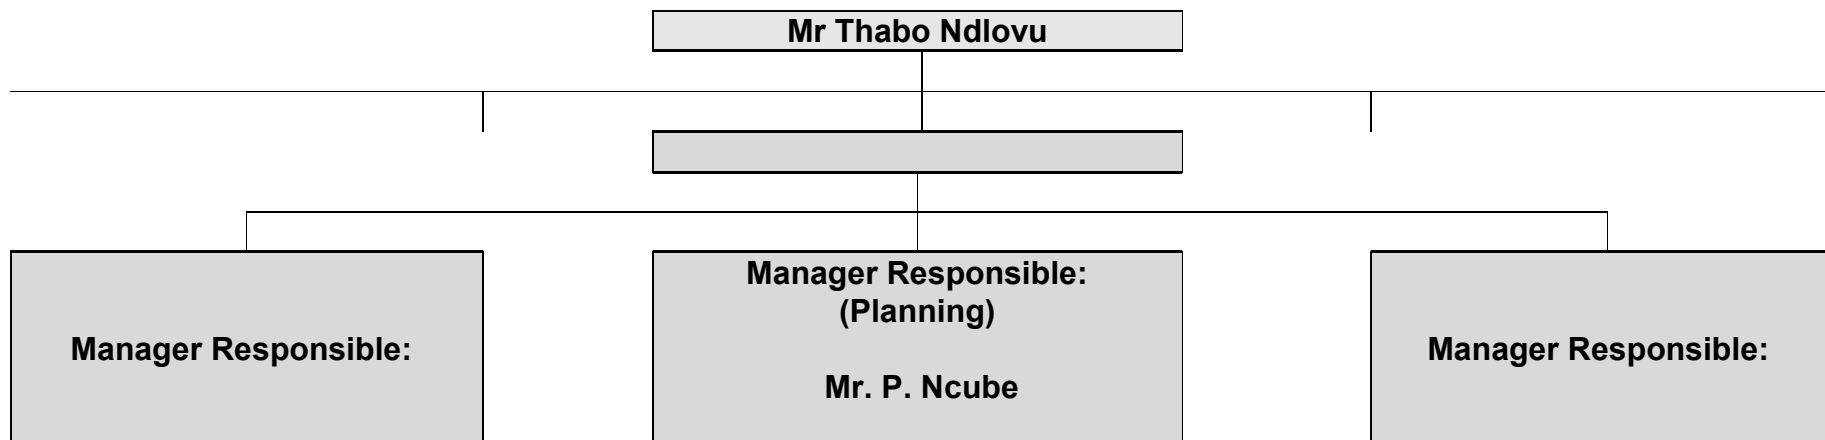 Mr Thabo Ndlovu
Manager Responsible:
Manager Responsible:
(Planning)
Mr. P. Ncube
Manager Responsible: